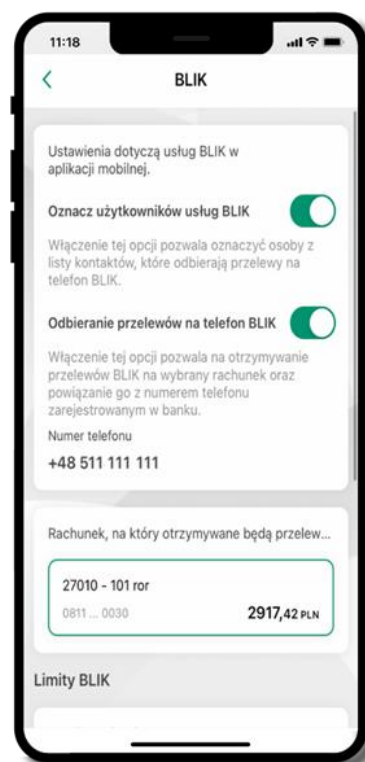 11:18
BLIK
Ustawienia dotyczą usług BLIK w
aplikacji mobilnej.
Oznacz użytkowników usług BLIK
Włączenie tej opcji pozwala oznaczyć osoby z
listy kontaktów, które odbierają przelewy na
telefon BLIK.
Odbieranie przelewów na telefon BLIK
Włączenie tej opcji pozwala na otrzymywanie
przelewów BLIK na wybrany rachunek oraz
powiązanie go z numerem telefonu
zarejestrowanym w banku.
Numer telefonu
+48 511 111 111
Rachunek, na który otrzymywane będą przelew...
27010 - 101 ror
0811 ... 0030 2917,42 PLN
Limity BLIK